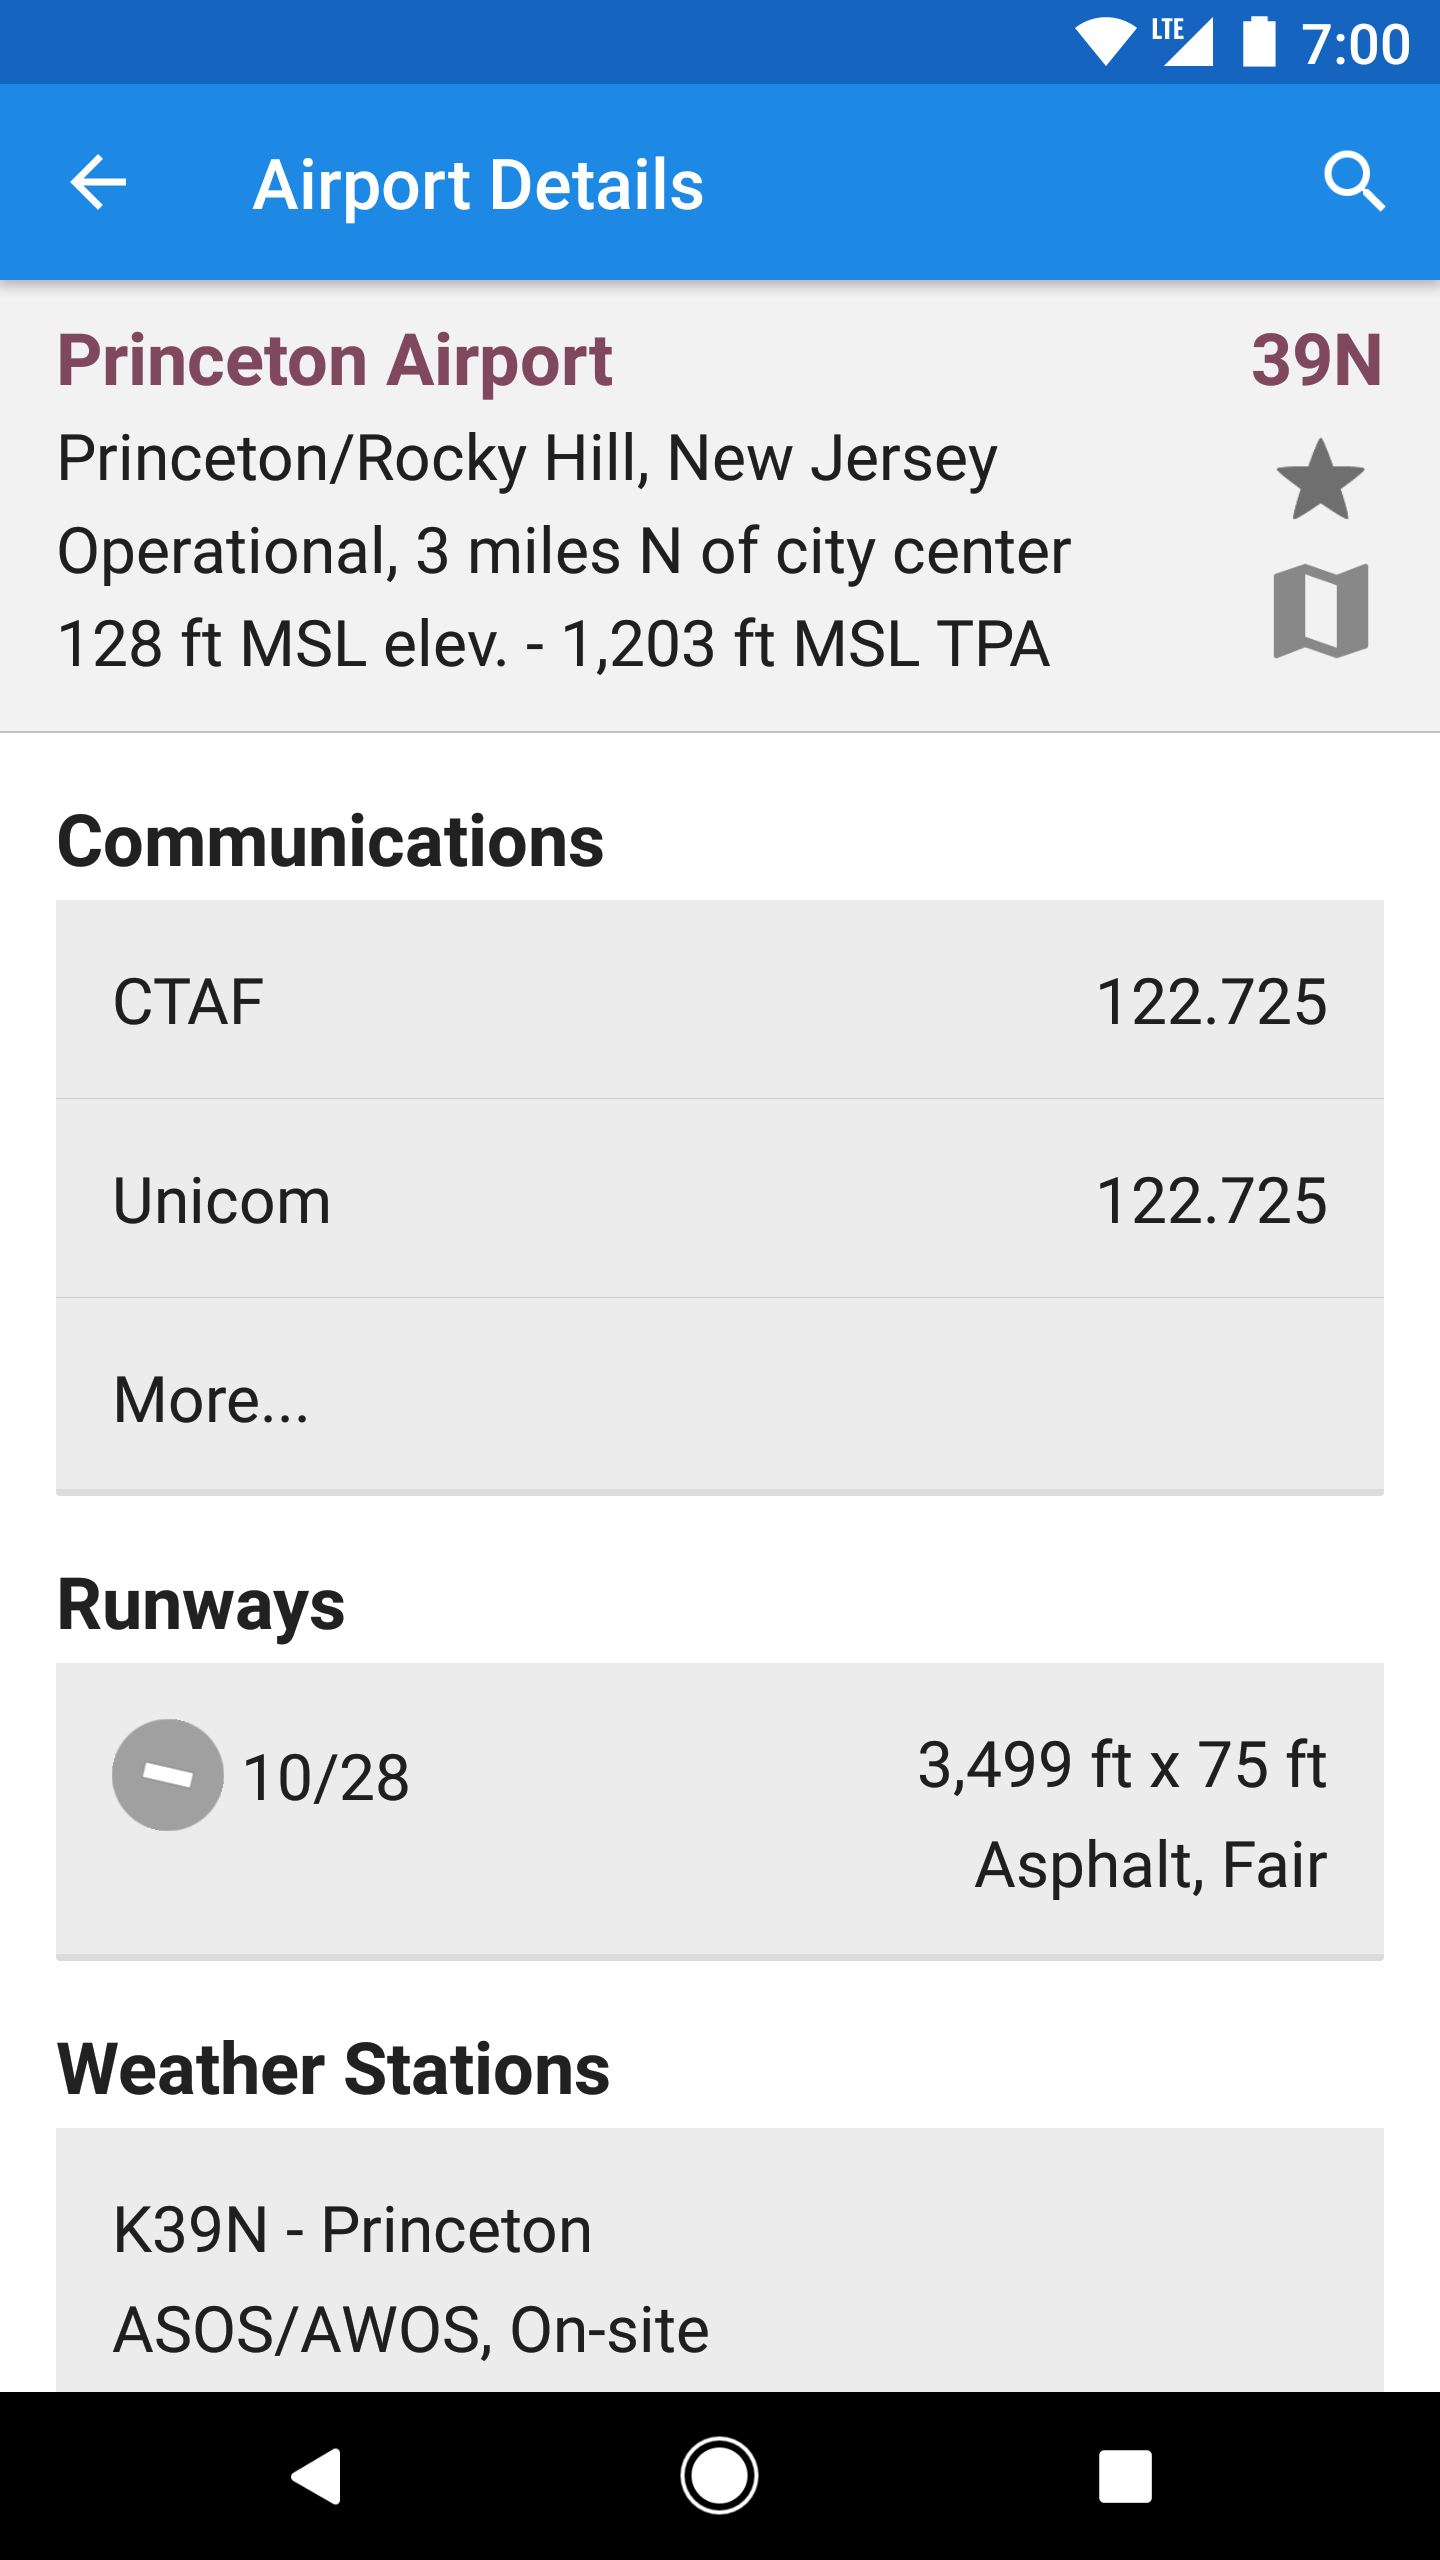 LTE 7:00
Airport Details
Princeton Airport 39N
Princeton/Rocky Hill, New Jersey
Operational, 3 miles N of city center
128 ft MSL elev. - 1,203 ft MSL TPA
Communications
CTAF 122.725
Unicom 122.725
More...
Runways
10/28 3,499 ft x 75 ft
Asphalt, Fair
Weather Stations
K39N - Princeton
ASOS/AWOS, On-site